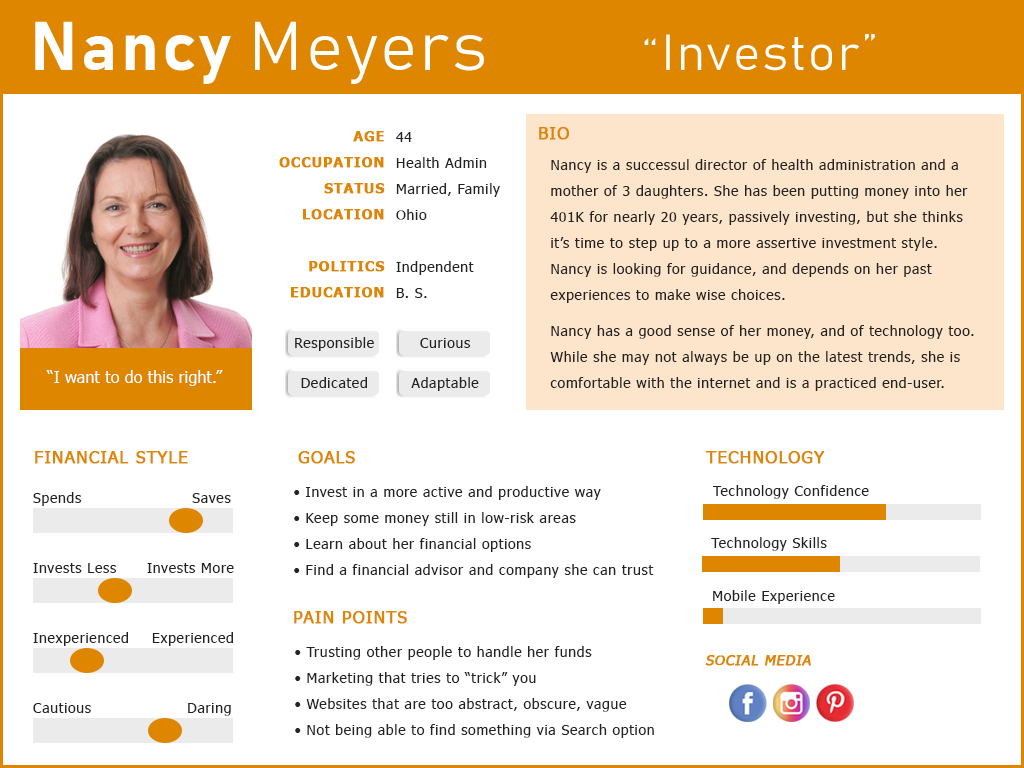 Nancy Meyers
“Investor”
“I want to do this right.”
AGE 44
OCCUPATION Health Admin
STATUS Married, Family
LOCATION Ohio
POLITICS Indpendent
EDUCATION B. S.
Responsible Curious
Dedicated Adaptable
BIO
Nancy is a successul director of health administration and a
mother of 3 daughters. She has been putting money into her
401K for nearly 20 years, passively investing, but she thinks
it’s time to step up to a more assertive investment style.
Nancy is looking for guidance, and depends on her past
experiences to make wise choices.
Nancy has a good sense of her money, and of technology too.
While she may not always be up on the latest trends, she is
comfortable with the internet and is a practiced end-user.
FINANCIAL STYLE
Spends Saves
Invests Less Invests More
Inexperienced Experienced
Cautious Daring
GOALS
• Invest in a more active and productive way
• Keep some money still in low-risk areas
• Learn about her financial options
• Find a financial advisor and company she can trust
PAIN POINTS
• Trusting other people to handle her funds
• Marketing that tries to “trick” you
• Websites that are too abstract, obscure, vague
• Not being able to find something via Search option
TECHNOLOGY
Technology Confidence
Technology Skills
Mobile Experience
SOCIAL MEDIA